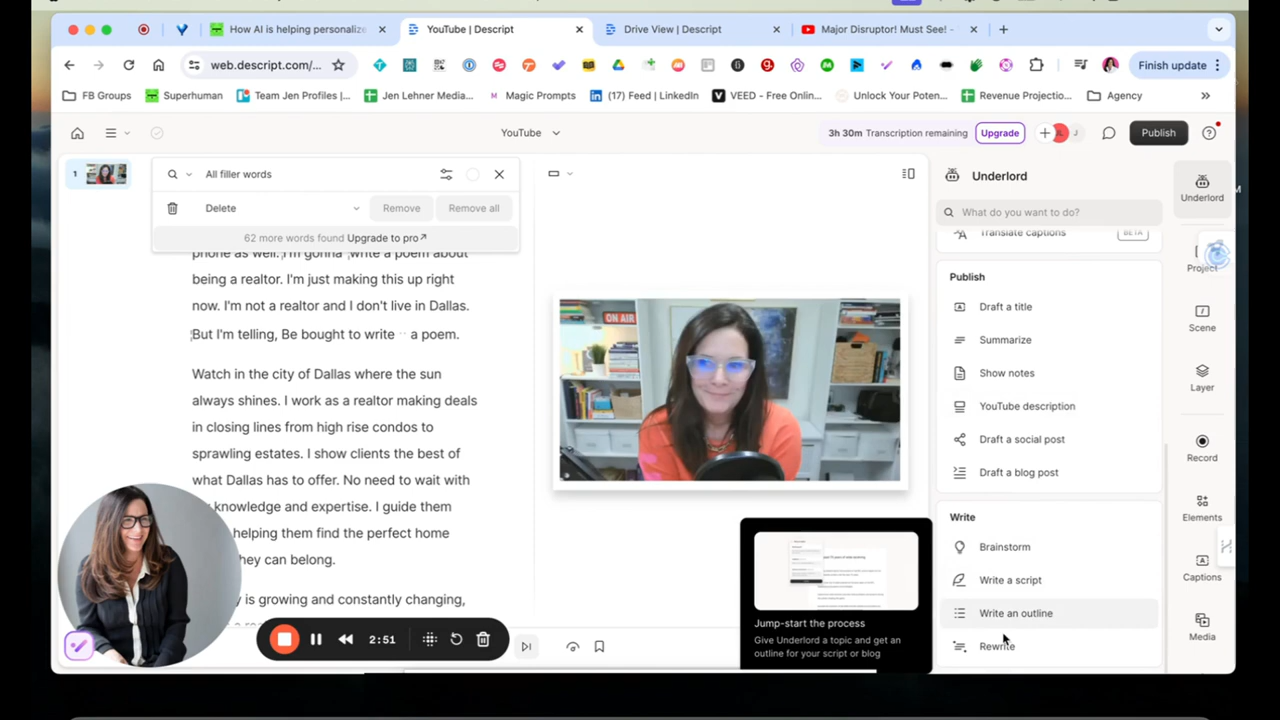 How AI is helping personalize
YouTube | Descript
Drive View | Descript
Major Disruptor! Must See! -
web.descript.com/...
Finish update
FB Groups
Superhuman
Team Jen Profiles |...
Jen Lehner Media...
Magic Prompts
(17) Feed | LinkedIn
VEED - Free Onlin...
Unlock Your Poten...
Revenue Projectio...
Agency
YouTube
3h 30m Transcription remaining
Upgrade
J
Publish
1
All filler words
Delete
Remove
Remove all
62 more words found Upgrade to pro
phone as well. I'm gonna write a poem about
being a realtor. I'm just making this up right
now. I'm not a realtor and I don't live in Dallas.
But I'm telling, Be bought to write a poem.
Watch in the city of Dallas where the sun
always shines. I work as a realtor making deals
in closing lines from high rise condos to
sprawling estates. I show clients the best of
what Dallas has to offer. No need to wait with
knowledge and expertise. I guide them
helping them find the perfect home
they can belong.
is growing and constantly changing,
ON AIR
2:51
Jump-start the process
Give Underlord a topic and get an
outline for your script or blog
Underlord
What do you want to do?
Translate captions
BETA
Publish
Draft a title
Summarize
Show notes
YouTube description
Draft a social post
Draft a blog post
Write
Brainstorm
Write a script
Write an outline
Rewrite
Underlord
Project
Scene
Layer
Record
Elements
Captions
Media